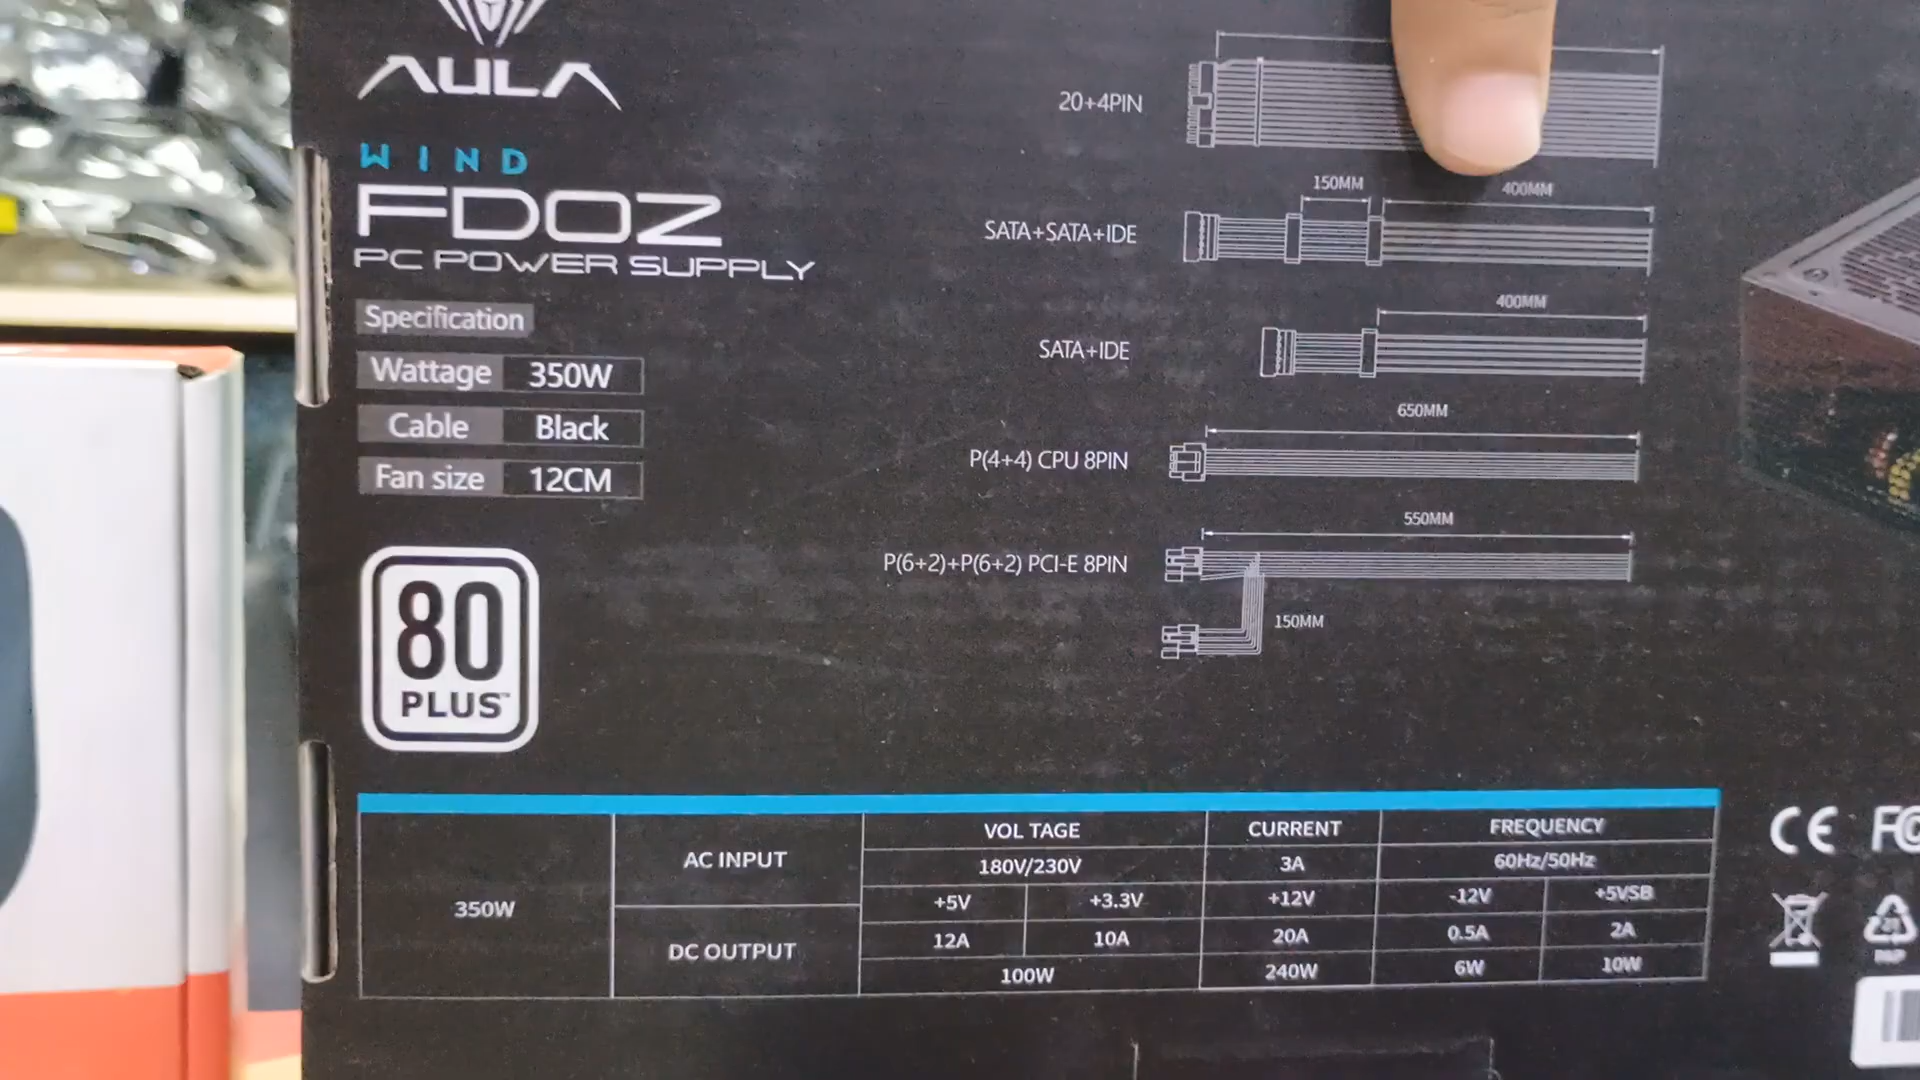 AULA
WIND
FDOZ
PC POWER SUPPLY
Specification
Wattage 350W
Cable Black
Fan size 12CM
80
PLUS™
20+4PIN
150MM 400MM
SATA+SATA+IDE
400MM
SATA+IDE
650MM
P(4+4) CPU 8PIN
550MM
P(6+2)+P(6+2) PCI-E 8PIN
150MM
350W
AC INPUT
VOL TAGE CURRENT FREQUENCY
180V/230V 3A 60Hz/50Hz
DC OUTPUT
+5V +3.3V +12V -12V +5VSB
12A 10A 20A 0.5A 2A
100W 240W 6W 10W
CE